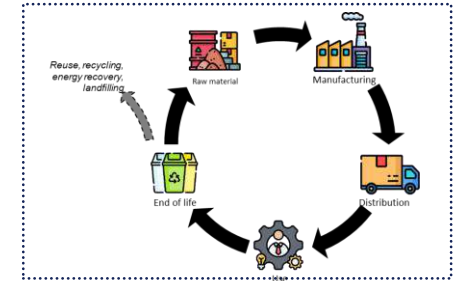 Reuse, recycling,
energy recovery,
landfilling
Raw material
Manufacturing
End of life
Distribution